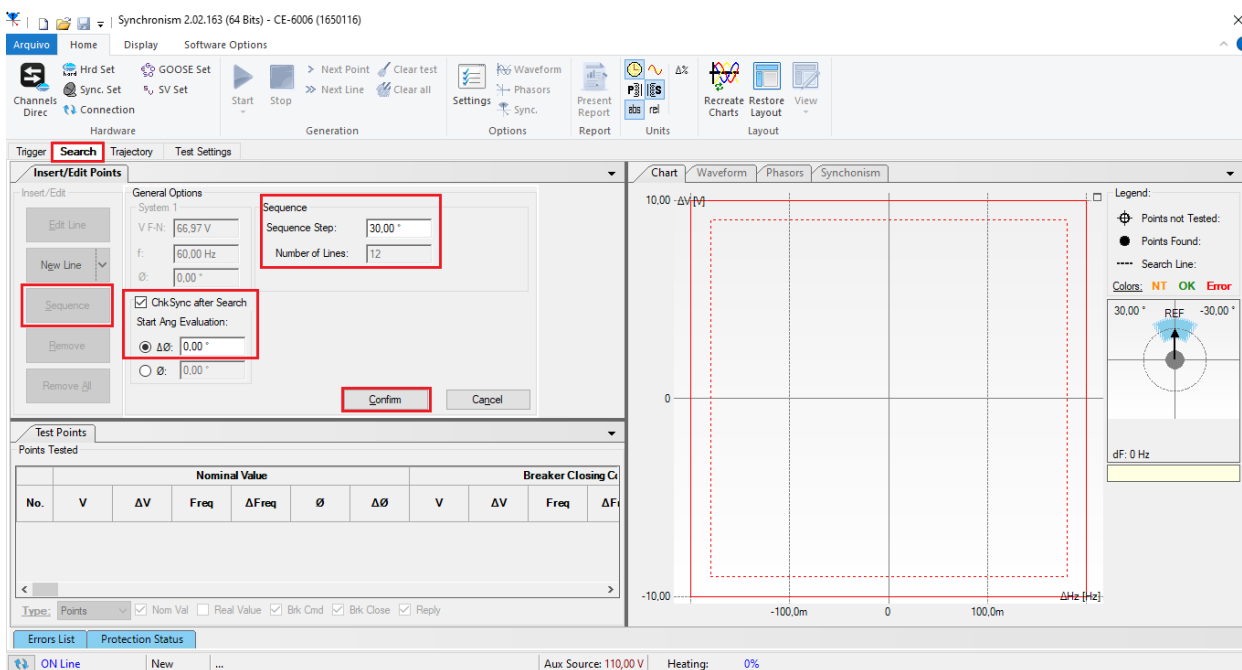 Synchronism 2.02.163 (64 Bits) - CE-6006 (1650116)
Arquivo Home Display Software Options
Channels Direc
Hrd Set
Sync. Set
Connection
GOOSE Set
SV Set
Hardware
Start
Stop
Next Point
Next Line
Clear test
Clear all
Generation
Settings
Waveform
Phasors
Sync.
Options
Present Report
Report
Δ%
abs rel
Units
Recreate Charts
Restore Layout
View
Layout
Trigger Search Trajectory Test Settings
Insert/Edit Points
Insert/Edit
Edit Line
New Line
Sequence
Remove
Remove All
General Options
System 1
V F-N: 66,97 V
f: 60,00 Hz
Ø: 0,00 °
Sequence
Sequence Step: 30,00 °
Number of Lines: 12
ChkSync after Search
Start Ang Evaluation:
ΔØ: 0,00 °
Ø: 0,00 °
Confirm
Cancel
Chart Waveform Phasors Synchonism
10,00
ΔV [V]
0
-10,00
-100,0m 0 100,0m
ΔHz [Hz]
Legend:
Points not Tested:
Points Found:
Search Line:
Colors: NT OK Error
30,00 ° REF -30,00 °
dF: 0 Hz
Test Points
Points Tested
Nominal Value Breaker Closing
No. V ΔV Freq ΔFreq Ø ΔØ V ΔV Freq
Type: Points Nom Val Real Value Brk Cmd Brk Close Reply
Errors List Protection Status
ON Line New ... Aux Source: 110,00 V Heating: 0%